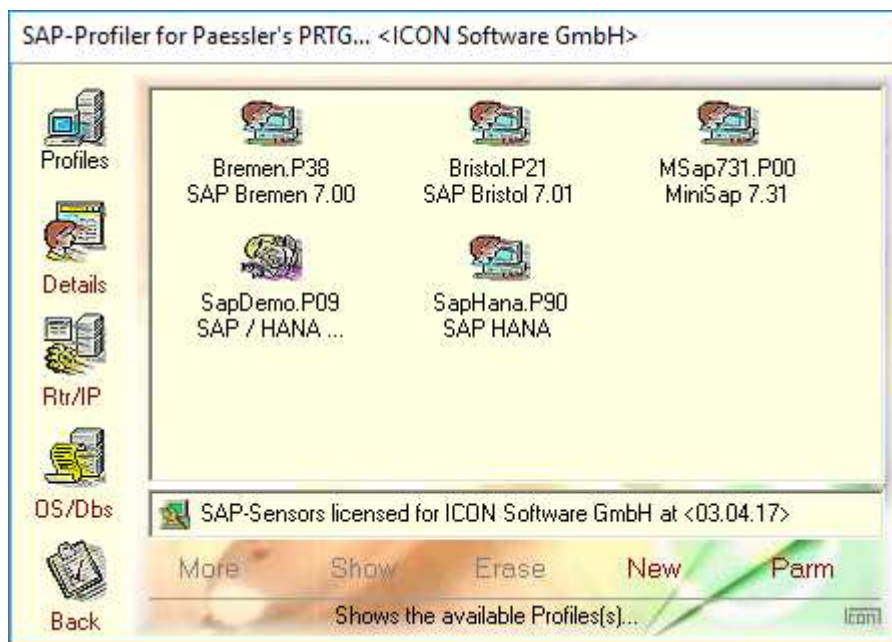 SAP-Profiler for Paessler's PRTG... <ICON Software GmbH>
Profiles
Details
Rtr/IP
OS/Dbs
Back
Bremen.P38
SAP Bremen 7.00
Bristol.P21
SAP Bristol 7.01
MSap731.P00
MiniSap 7.31
SapDemo.P09
SAP / HANA ...
SapHana.P90
SAP HANA
SAP-Sensors licensed for ICON Software GmbH at <03.04.17>
More Show Erase New Parm
Shows the available Profiles(s)...
Icon